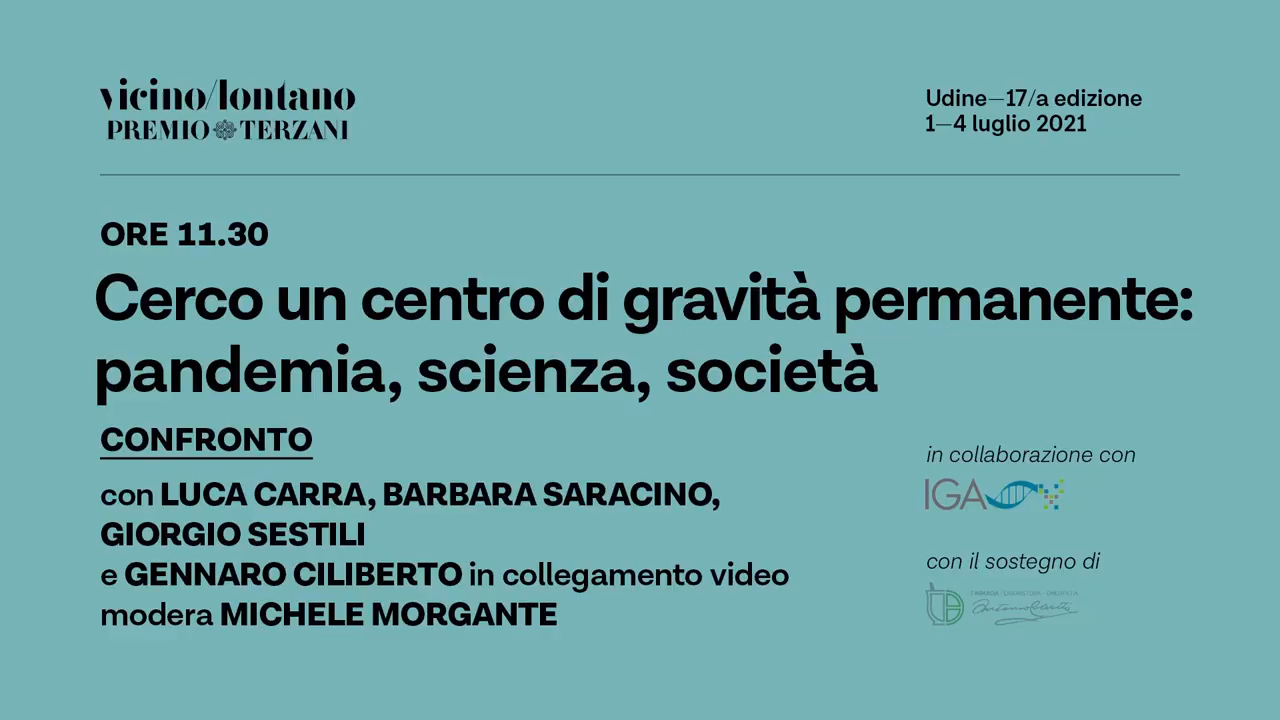 vicino/lontano
PREMIO TERZANI
Udine—17/a edizione
1—4 luglio 2021
ORE 11.30
Cerco un centro di gravità permanente:
pandemia, scienza, società
CONFRONTO
con LUCA CARRA, BARBARA SARACINO,
GIORGIO SESTILI
e GENNARO CILIBERTO in collegamento video
modera MICHELE MORGANTE
in collaborazione con
IGA
con il sostegno di